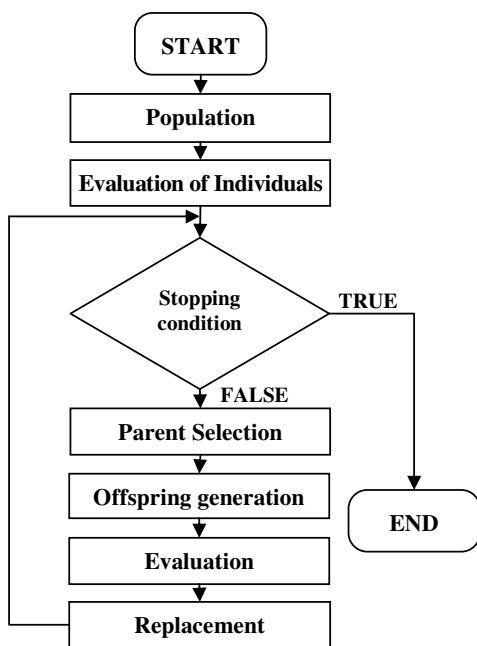 START
Population
Evaluation of Individuals
Stopping
condition
TRUE
FALSE
Parent Selection
Offspring generation
END
Evaluation
Replacement